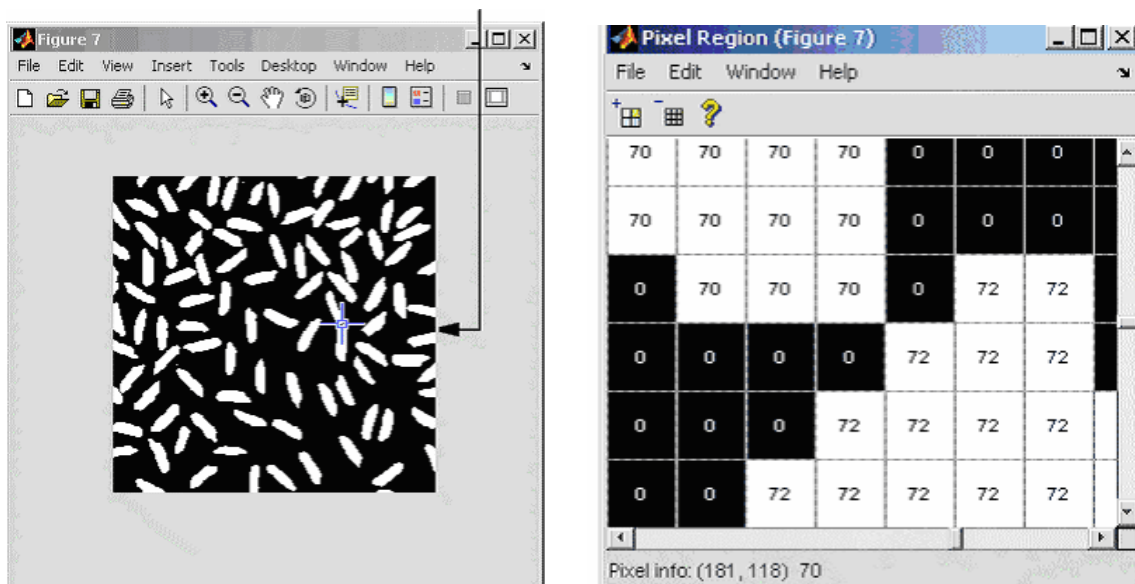 Figure 7
File Edit View Insert Tools Desktop Window Help
Pixel Region (Figure 7)
File Edit Window Help
70 70 70 70 0 0 0
70 70 70 70 0 0 0
0 70 70 70 0 72 72
0 0 0 0 72 72 72
0 0 0 72 72 72 72
0 0 72 72 72 72 72
Pixel info: (181, 118) 70